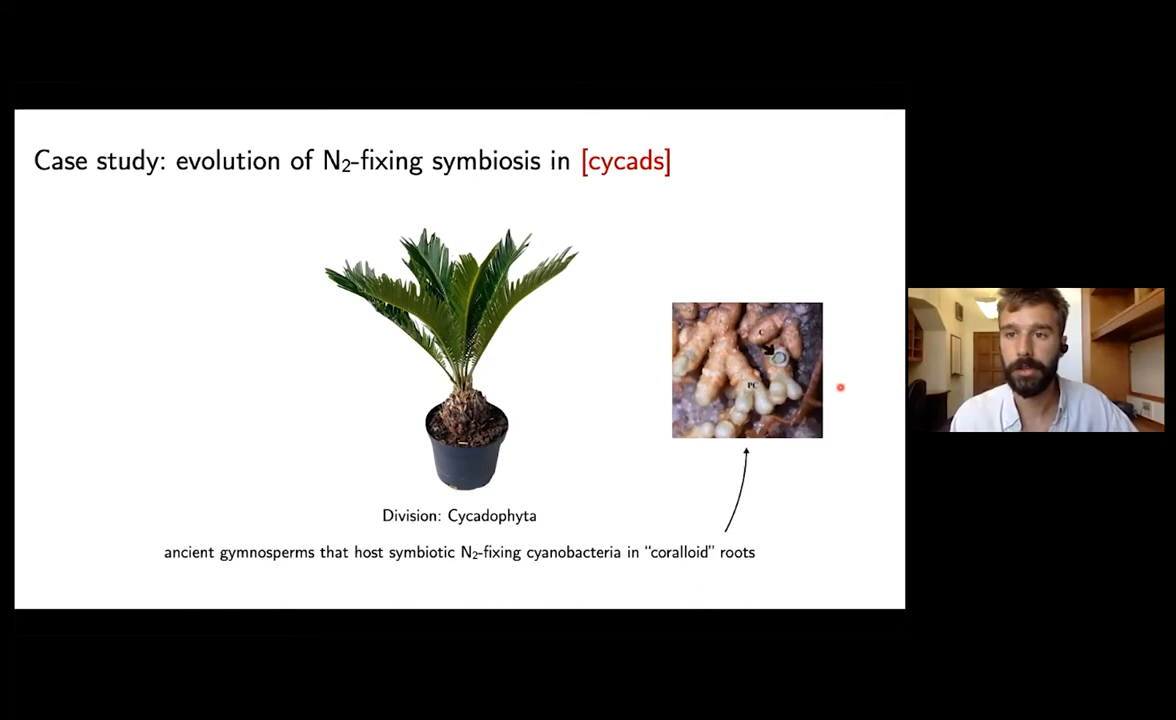 Case study: evolution of N₂-fixing symbiosis in [cycads]
C
PC
Division: Cycadophyta
ancient gymnosperms that host symbiotic N₂-fixing cyanobacteria in “coralloid” roots